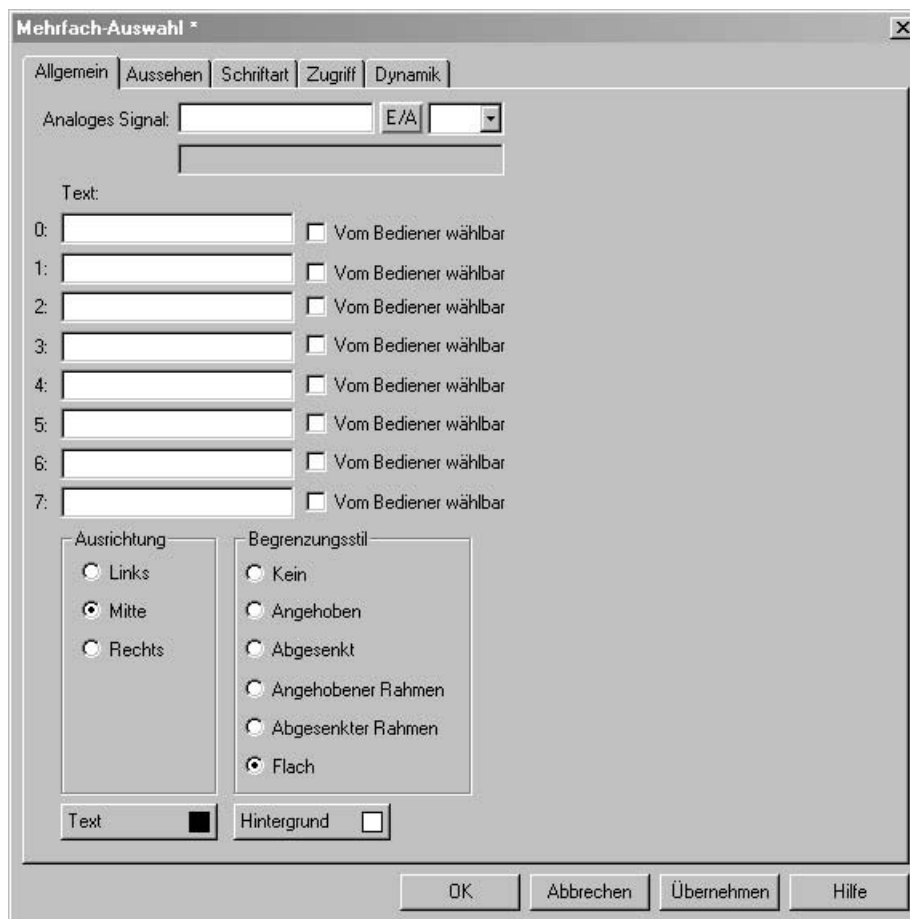 Mehrfach-Auswahl *
Allgemein Aussehen Schriftart Zugriff Dynamik
Analoges Signal: E/A
Text:
0: Vom Bediener wählbar
1: Vom Bediener wählbar
2: Vom Bediener wählbar
3: Vom Bediener wählbar
4: Vom Bediener wählbar
5: Vom Bediener wählbar
6: Vom Bediener wählbar
7: Vom Bediener wählbar
Ausrichtung
Links
Mitte
Rechts
Begrenzungsstil
Kein
Angehoben
Abgesenkt
Angehobener Rahmen
Abgesenkter Rahmen
Flach
Text Hintergrund
OK Abbrechen Übernehmen Hilfe